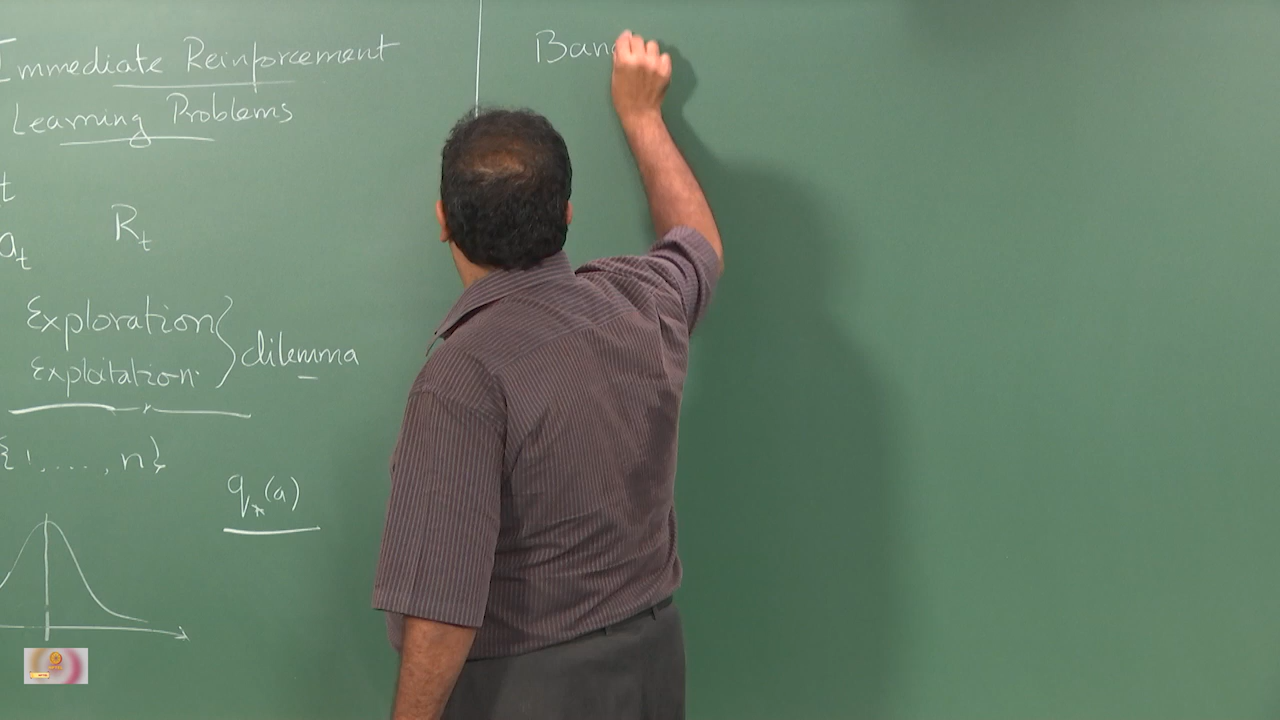 Immediate Reinforcement
Learning Problems
t
a_t
R_t
Exploration
Exploitation
} dilemma
{1, ...., n}
q_*(a)
Ban